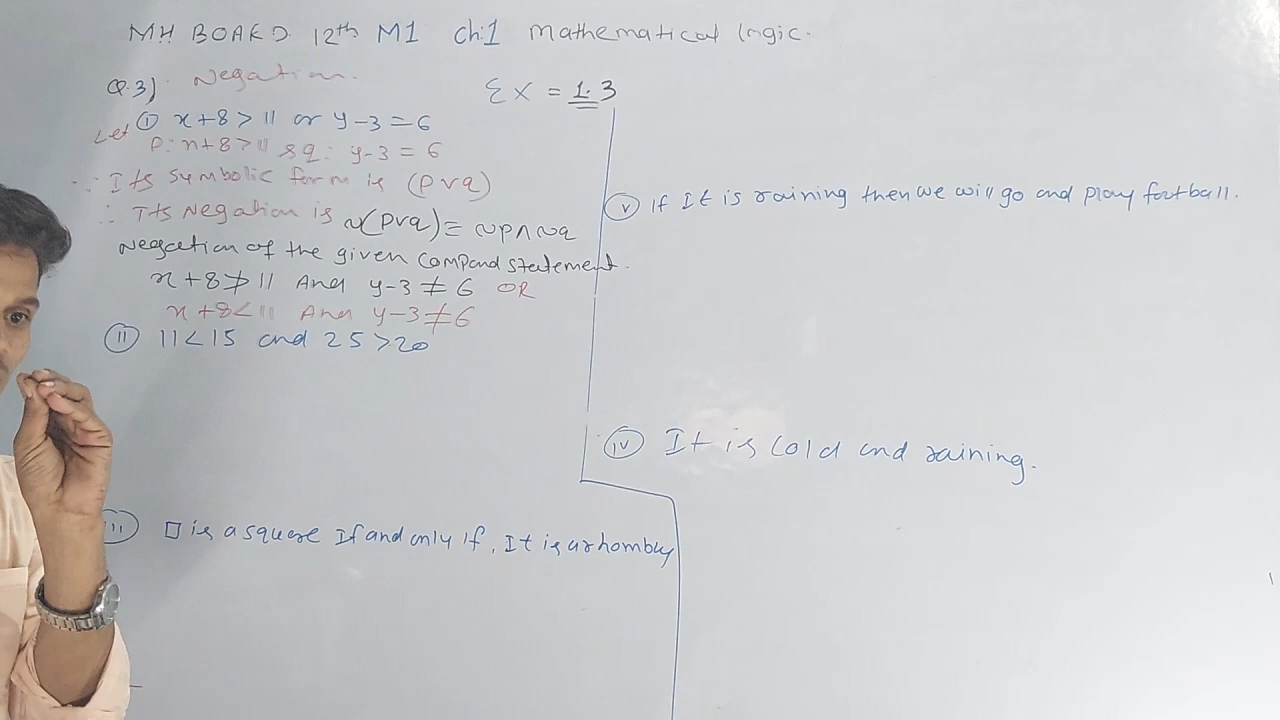 MH BOARD 12th M1 Ch:1 Mathematical logic.
Q.3) Negation.
Ex = 1.3
① x+8>11 or y-3=6
Let p: x+8>11 & q: y-3=6
∴ Its symbolic form is (p∨q)
∴ Its Negation is ~(p∨q)≡ ~p∧~q
Negcation of the given compand statement.
x+8≯11 And y-3≠6 OR
x+8<11 And y-3≠6
ⅱ 11<15 and 25>20
ⅲ □ is a square If and only if, It is a rhombus
ⅴ If It is raining then we will go and play football.
ⅳ It is cold and raining.